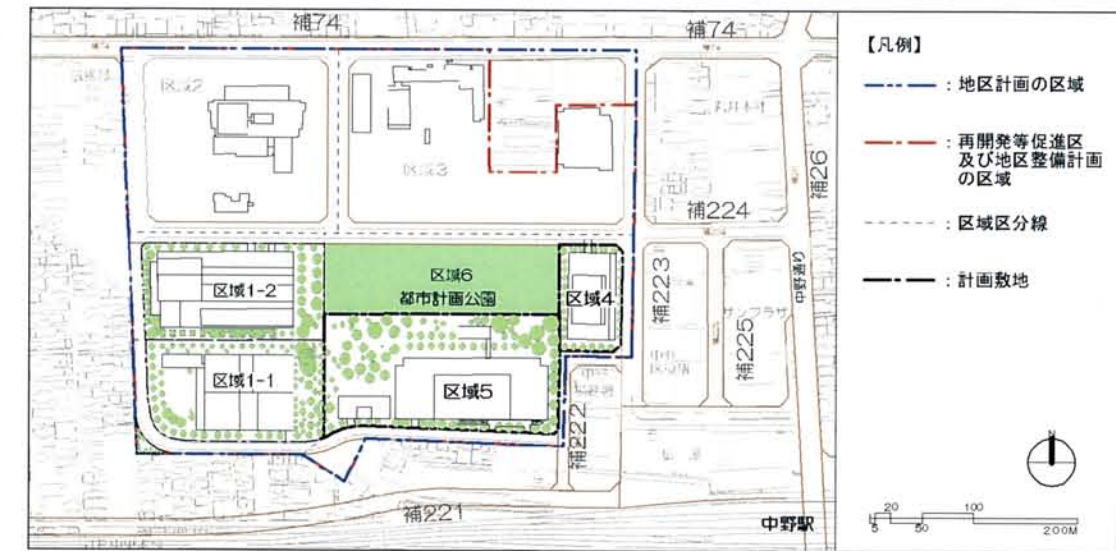 補74
補74
区域2
区域3
補26
補224
区域6
都市計画公園
区域1-2
区域4
補223
サンプラザ
中野通り
補225
区域1-1
区域5
補222
補221
中野駅
【凡例】
：地区計画の区域
：再開発等促進区
及び地区整備計画
の区域
：区域区分線
：計画敷地
N
5 20 50 100 200M